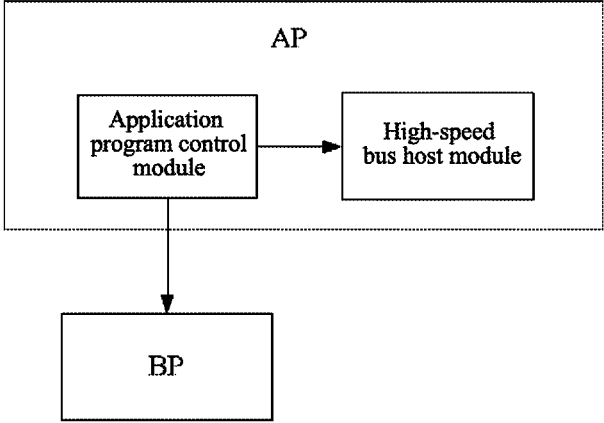 AP
Application
program control
module
High-speed
bus host module
BP